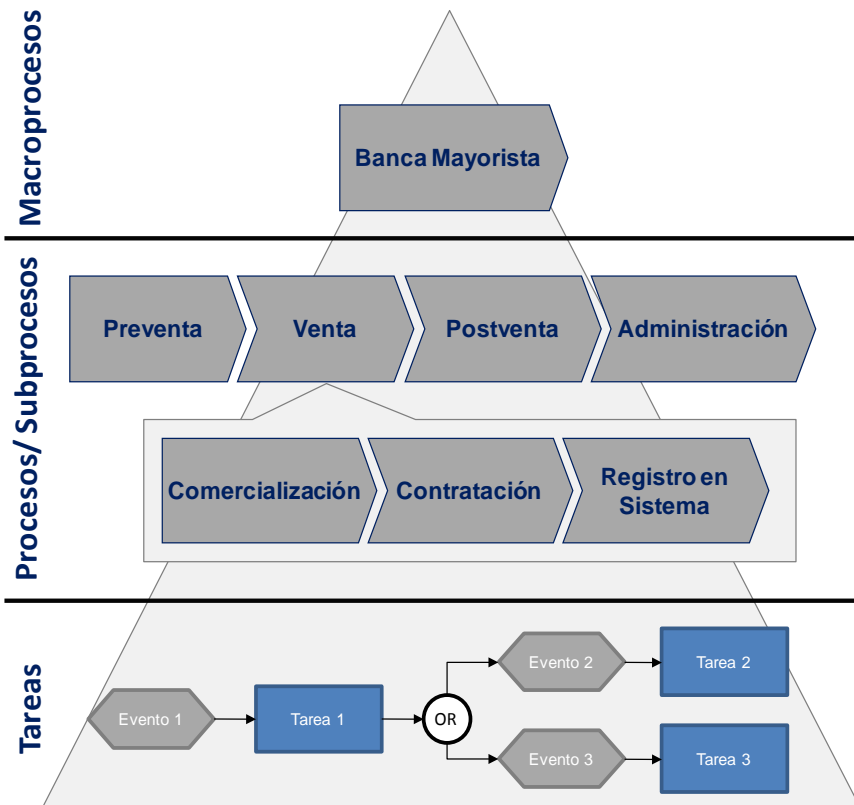 Macroprocesos
Banca Mayorista
Procesos/ Subprocesos
Preventa
Venta
Postventa
Administración
Comercialización
Contratación
Registro en
Sistema
Tareas
Evento 1
Tarea 1
OR
Evento 2
Tarea 2
Evento 3
Tarea 3